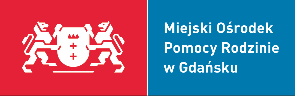 Miejski Ośrodek
Pomocy Rodzinie
w Gdańsku